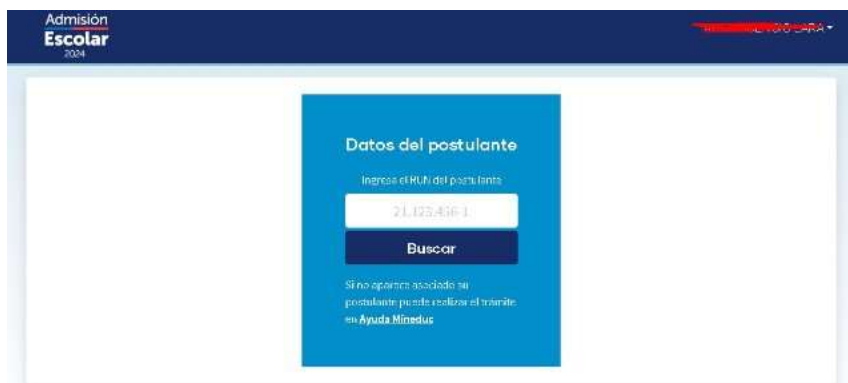 Admisión
Escolar
2024
Datos del postulante
Ingrese el RUN del postulante
21.123.456-1
Buscar
Si no aparece asociado su
postulante puede realizar el trámite
en Ayuda Mineduc